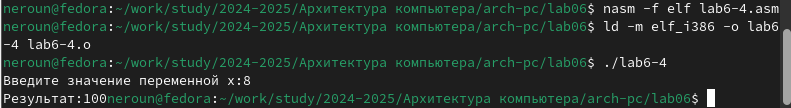 neroun@fedora:~/work/study/2024-2025/Архитектура компьютера/arch-pc/lab06$ nasm -f elf lab6-4.asm
neroun@fedora:~/work/study/2024-2025/Архитектура компьютера/arch-pc/lab06$ ld -m elf_i386 -o lab6
-4 lab6-4.o
neroun@fedora:~/work/study/2024-2025/Архитектура компьютера/arch-pc/lab06$ ./lab6-4
Введите значение переменной x:8
Результат:100neroun@fedora:~/work/study/2024-2025/Архитектура компьютера/arch-pc/lab06$